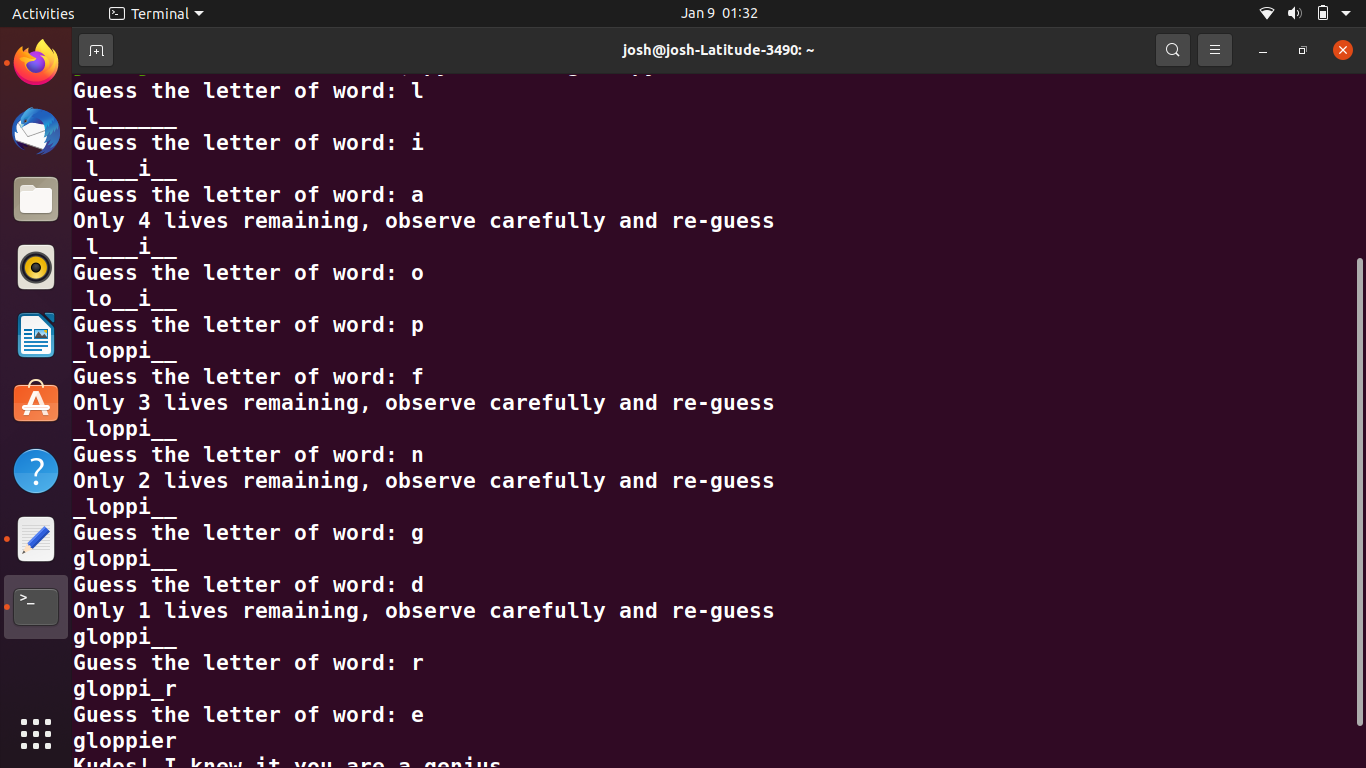 Activities Terminal Jan 9 01:32
josh@josh-Latitude-3490: ~
Guess the letter of word: l
_l______
Guess the letter of word: i
_l___i__
Guess the letter of word: a
Only 4 lives remaining, observe carefully and re-guess
_l___i__
Guess the letter of word: o
_lo__i__
Guess the letter of word: p
_loppi__
Guess the letter of word: f
Only 3 lives remaining, observe carefully and re-guess
_loppi__
Guess the letter of word: n
Only 2 lives remaining, observe carefully and re-guess
_loppi__
Guess the letter of word: g
gloppi__
Guess the letter of word: d
Only 1 lives remaining, observe carefully and re-guess
gloppi__
Guess the letter of word: r
gloppi_r
Guess the letter of word: e
gloppier
Kudos! I knew it you are a genius